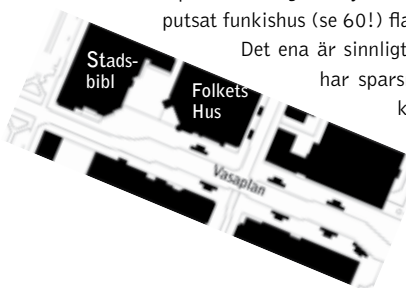 putsat funkishus (se 60!) fla
Det ena är sinnligt
har spars
k
Stads-
bibl
Folkets
Hus
Vasaplan